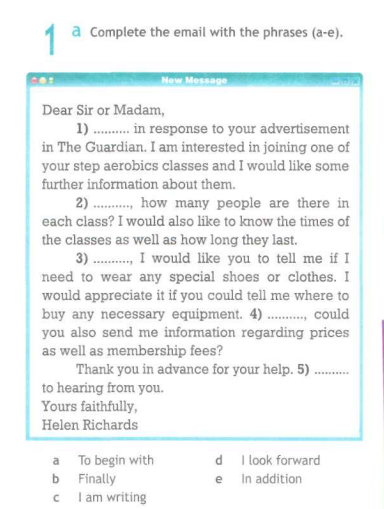 1 a Complete the email with the phrases (a-e).
New Message
Dear Sir or Madam,
1) .......... in response to your advertisement
in The Guardian. I am interested in joining one of
your step aerobics classes and I would like some
further information about them.
2) .........., how many people are there in
each class? I would also like to know the times of
the classes as well as how long they last.
3) .........., I would like you to tell me if I
need to wear any special shoes or clothes. I
would appreciate it if you could tell me where to
buy any necessary equipment. 4) .........., could
you also send me information regarding prices
as well as membership fees?
Thank you in advance for your help. 5) ..........
to hearing from you.
Yours faithfully,
Helen Richards
a To begin with
b Finally
c I am writing
d I look forward
e In addition